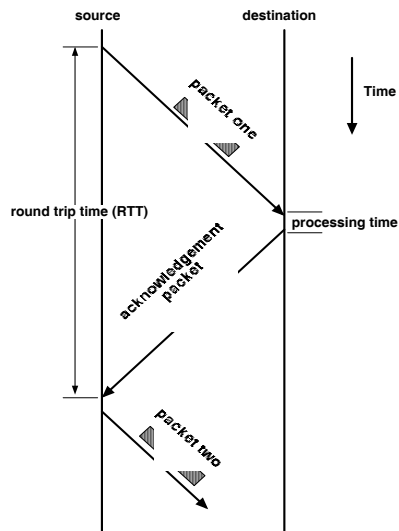 source
destination
packet one
Time
round trip time (RTT)
processing time
acknowledgement
packet
packet two